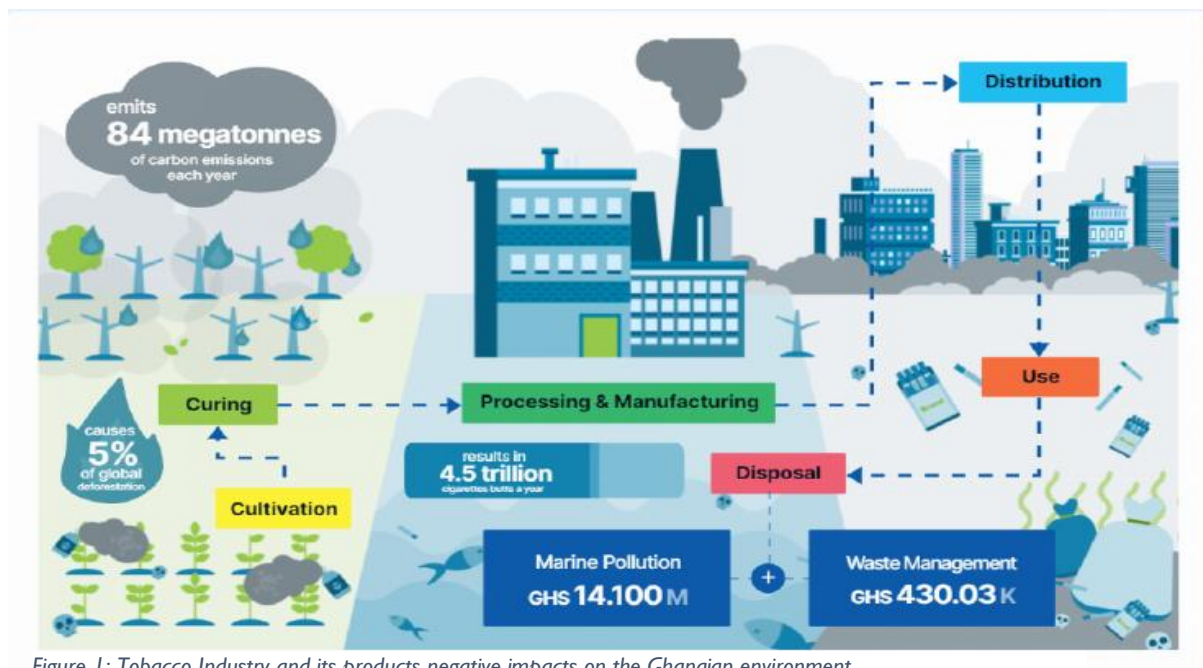 emits
84 megatonnes
of carbon emissions
each year
Distribution
Use
Curing
Processing & Manufacturing
causes
5%
of global
deforestation
results in
4.5 trillion
cigarettes butts a year
Disposal
Cultivation
Marine Pollution
GHS 14.100 M
+
Waste Management
GHS 430.03 K
Figure 1: Tobacco Industry and its products negative impacts on the Ghanaian environment